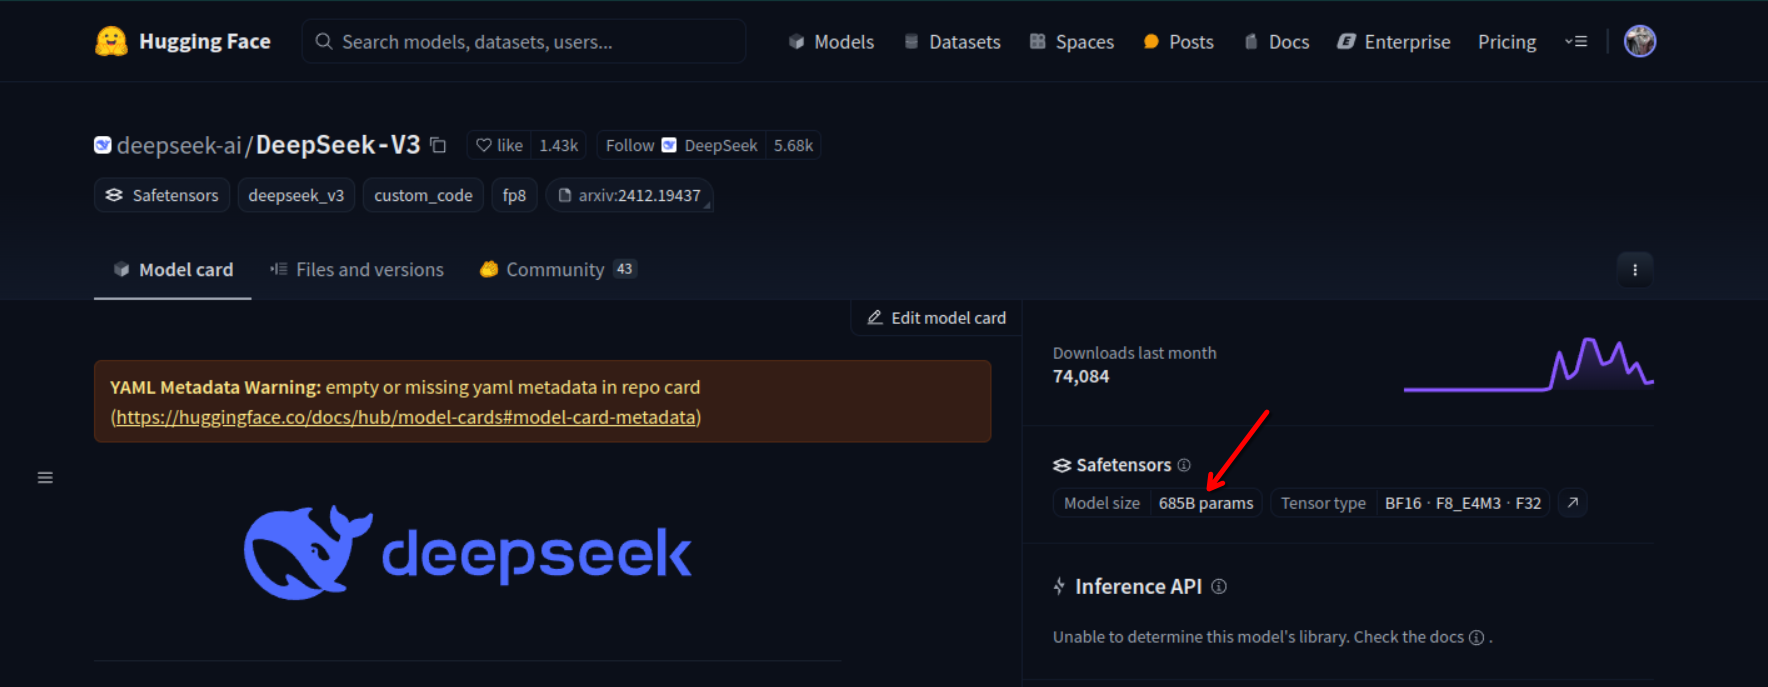 Hugging Face
Search models, datasets, users...
Models
Datasets
Spaces
Posts
Docs
Enterprise
Pricing
deepseek-ai/DeepSeek-V3
like 1.43k
Follow DeepSeek 5.68k
Safetensors
deepseek_v3
custom_code
fp8
arxiv:2412.19437
Model card
Files and versions
Community 43
Edit model card
YAML Metadata Warning: empty or missing yaml metadata in repo card
(https://huggingface.co/docs/hub/model-cards#model-card-metadata)
deepseek
Downloads last month
74,084
Safetensors
Model size 685B params
Tensor type BF16 · F8_E4M3 · F32
Inference API
Unable to determine this model's library. Check the docs .